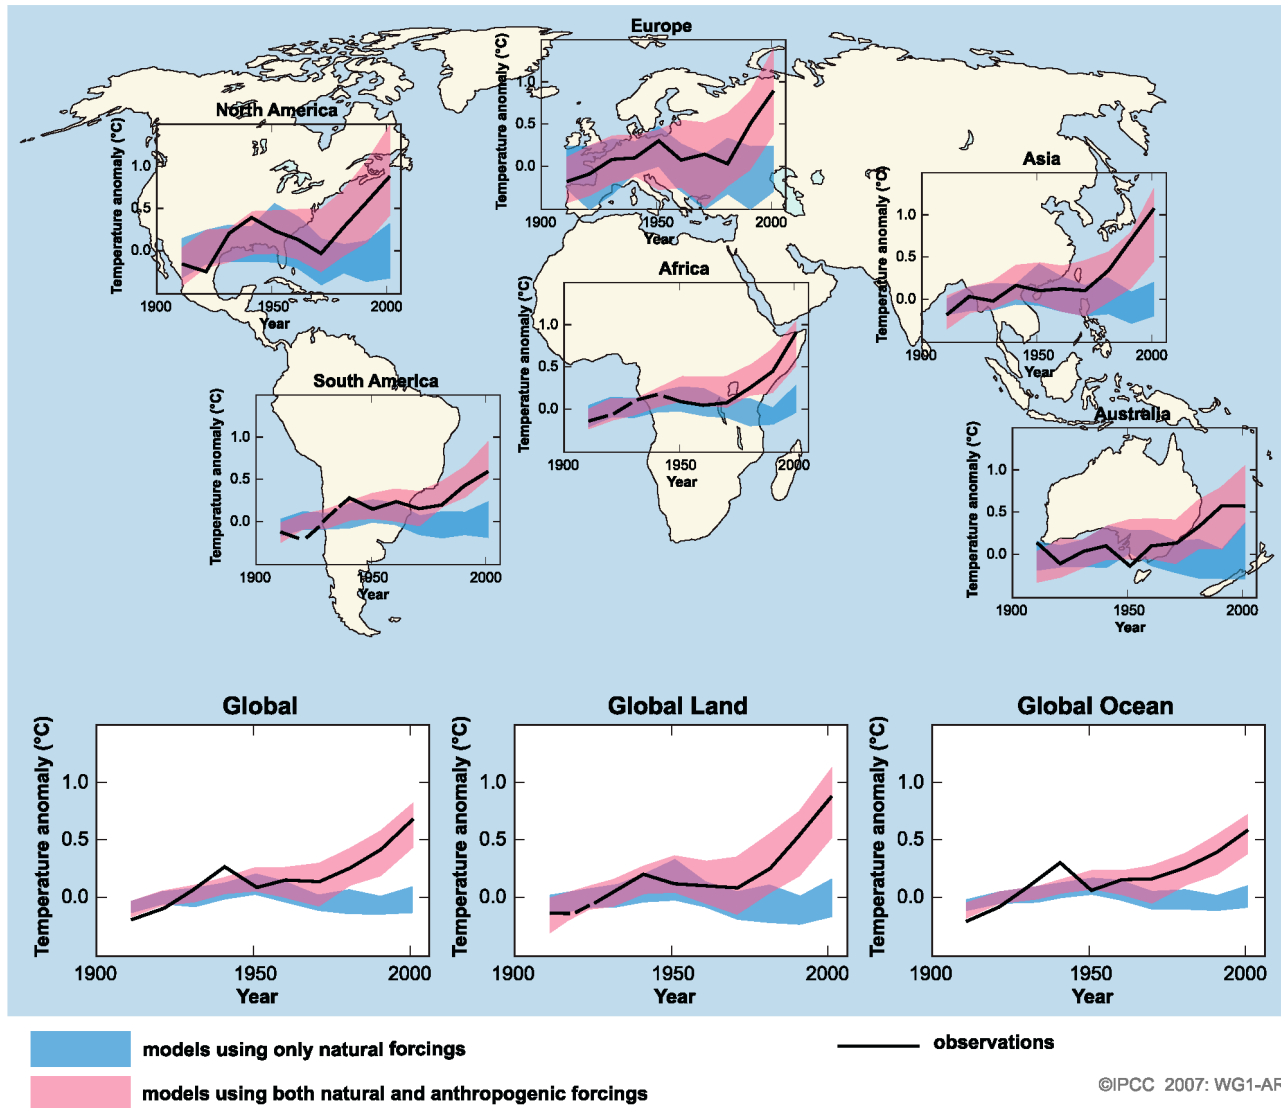 Europe
Temperature anomaly (°C)
1.0
0.5
0.0
1900
1950
2000
Year
North America
Temperature anomaly (°C)
1.0
0.5
0.0
1900
1950
2000
Year
Asia
Temperature anomaly (°C)
1.0
0.5
0.0
1900
1950
2000
Year
Africa
Temperature anomaly (°C)
1.0
0.5
0.0
1900
1950
2000
Year
South America
Temperature anomaly (°C)
1.0
0.5
0.0
1900
1950
2000
Year
Australia
Temperature anomaly (°C)
1.0
0.5
0.0
1900
1950
2000
Year
Global
Temperature anomaly (°C)
1.0
0.5
0.0
1900
1950
2000
Year
Global Land
Temperature anomaly (°C)
1.0
0.5
0.0
1900
1950
2000
Year
Global Ocean
Temperature anomaly (°C)
1.0
0.5
0.0
1900
1950
2000
Year
models using only natural forcings
observations
models using both natural and anthropogenic forcings
©IPCC 2007: WG1-AR